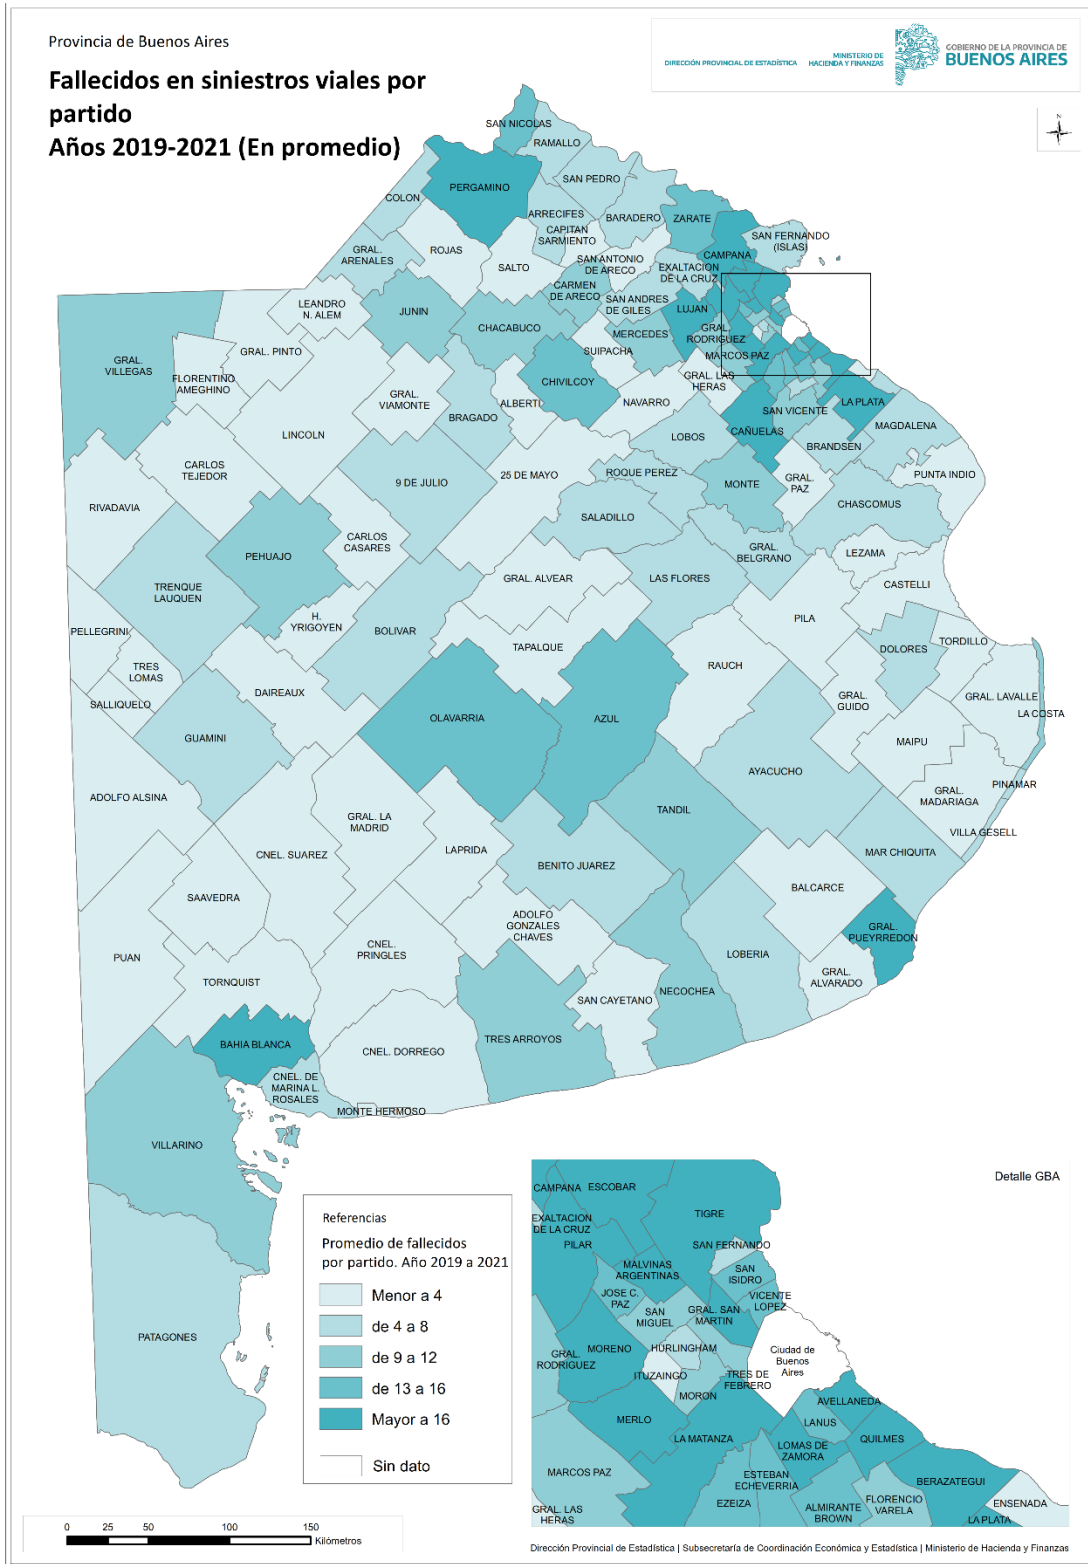 Provincia de Buenos Aires
Fallecidos en siniestros viales por
partido
Años 2019-2021 (En promedio)
DIRECCIÓN PROVINCIAL DE ESTADÍSTICA
MINISTERIO DE
HACIENDA Y FINANZAS
GOBIERNO DE LA PROVINCIA DE
BUENOS AIRES
N
SAN NICOLAS
RAMALLO
SAN PEDRO
PERGAMINO
COLON
ARRECIFES
BARADERO
ZARATE
CAPITAN
SARMIENTO
SAN FERNANDO
(ISLAS)
ROJAS
GRAL.
ARENALES
SALTO
SAN ANTONIO
DE ARECO
CAMPANA
EXALTACION
DE LA CRUZ
CARMEN
DE ARECO
SAN ANDRES
DE GILES
LEANDRO
N. ALEM
JUNIN
LUJAN
CHACABUCO
MERCEDES
GRAL.
RODRIGUEZ
GRAL. PINTO
SUIPACHA
MARCOS PAZ
GRAL.
VILLEGAS
FLORENTINO
AMEGHINO
GRAL. LAS
HERAS
CHIVILCOY
GRAL.
VIAMONTE
ALBERTI
NAVARRO
LA PLATA
SAN VICENTE
BRAGADO
MAGDALENA
LINCOLN
CAÑUELAS
LOBOS
BRANDSEN
CARLOS
TEJEDOR
25 DE MAYO
ROQUE PEREZ
PUNTA INDIO
9 DE JULIO
MONTE
GRAL.
PAZ
RIVADAVIA
CHASCOMUS
SALADILLO
CARLOS
CASARES
PEHUAJO
GRAL.
BELGRANO
LEZAMA
GRAL. ALVEAR
LAS FLORES
CASTELLI
TRENQUE
LAUQUEN
H.
YRIGOYEN
PILA
PELLEGRINI
BOLIVAR
TAPALQUE
TORDILLO
DOLORES
RAUCH
TRES
LOMAS
DAIREAUX
GRAL.
GUIDO
GRAL. LAVALLE
SALLIQUELO
OLAVARRIA
AZUL
LA COSTA
GUAMINI
MAIPU
AYACUCHO
PINAMAR
ADOLFO ALSINA
GRAL.
MADARIAGA
TANDIL
GRAL. LA
MADRID
VILLA GESELL
LAPRIDA
MAR CHIQUITA
CNEL. SUAREZ
BENITO JUAREZ
BALCARCE
SAAVEDRA
ADOLFO
GONZALES
CHAVES
GRAL.
PUEYRREDON
CNEL.
PRINGLES
PUAN
LOBERIA
GRAL.
ALVARADO
TORNQUIST
NECOCHEA
SAN CAYETANO
TRES ARROYOS
BAHIA BLANCA
CNEL. DORREGO
CNEL. DE
MARINA L.
ROSALES
MONTE HERMOSO
VILLARINO
PATAGONES
Referencias
Promedio de fallecidos
por partido. Año 2019 a 2021
Menor a 4
de 4 a 8
de 9 a 12
de 13 a 16
Mayor a 16
Sin dato
0 25 50 100 150
Kilómetros
Detalle GBA
CAMPANA
ESCOBAR
TIGRE
EXALTACION
DE LA CRUZ
PILAR
SAN FERNANDO
MALVINAS
ARGENTINAS
SAN
ISIDRO
JOSE C.
PAZ
VICENTE
LOPEZ
SAN
MIGUEL
GRAL. SAN
MARTIN
HURLINGHAM
GRAL.
RODRIGUEZ
MORENO
Ciudad de
Buenos
Aires
ITUZAINGO
TRES DE
FEBRERO
MORON
AVELLANEDA
MERLO
LANUS
LA MATANZA
QUILMES
LOMAS DE
ZAMORA
MARCOS PAZ
ESTEBAN
ECHEVERRIA
BERAZATEGUI
EZEIZA
ALMIRANTE
BROWN
FLORENCIO
VARELA
ENSENADA
GRAL. LAS
HERAS
LA PLATA
Dirección Provincial de Estadística | Subsecretaría de Coordinación Económica y Estadística | Ministerio de Hacienda y Finanzas